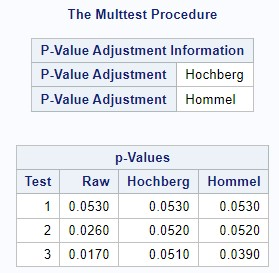 The Multtest Procedure
P-Value Adjustment Information
P-Value Adjustment Hochberg
P-Value Adjustment Hommel
p-Values
Test Raw Hochberg Hommel
1 0.0530 0.0530 0.0530
2 0.0260 0.0520 0.0520
3 0.0170 0.0510 0.0390